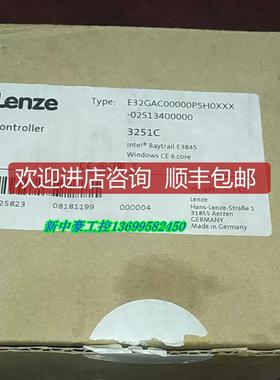 Lenze
Type: E32GAC00000P5H0XXX
-02S13400000
ontroller
3251C
Intel® Baytrail E3845
Windows CE 6 core
欢迎进店咨询 顺丰包邮
25823
08181199
000004
Lenze
Hans-Lenze-Straße 1
31855 Aerzen
GERMANY
Made in Germany
新中豪工控13699582450